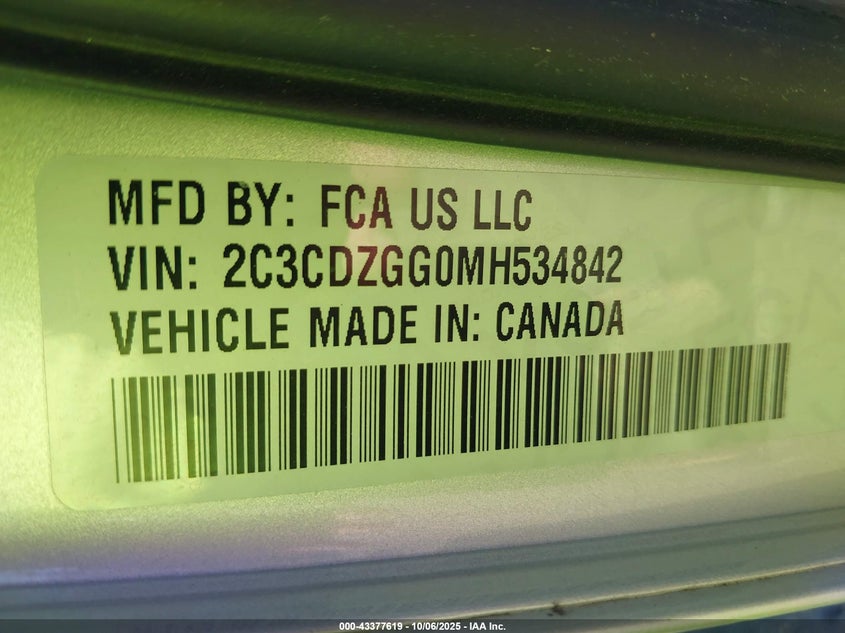 MFD BY: FCA US LLC
VIN: 2C3CDZGG0MH534842
VEHICLE MADE IN: CANADA
000-43377619 - 10/06/2025 - IAA Inc.